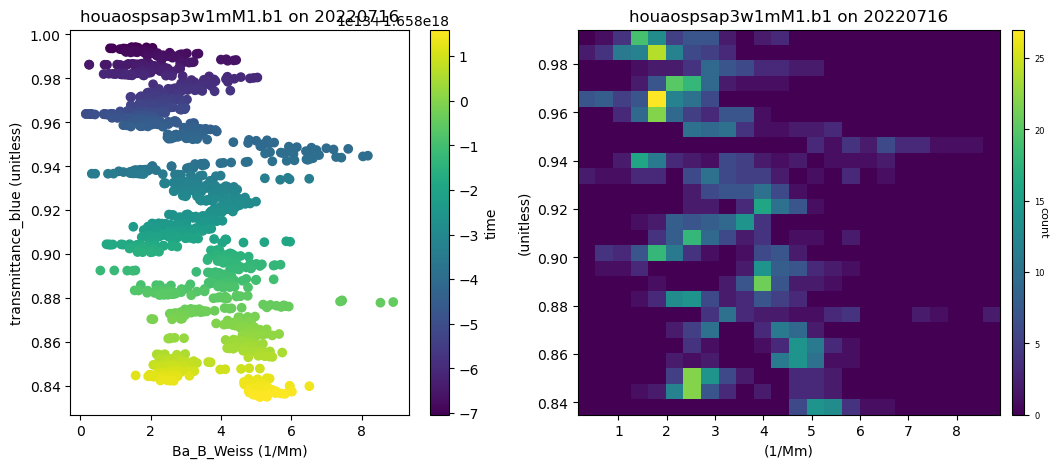 houaospsap3w1mM1.b1 on 20220716
1e13+1.658e18
1.00
0.98
0.96
0.94
0.92
0.90
0.88
0.86
0.84
transmittance_blue (unitless)
0 2 4 6 8
Ba_B_Weiss (1/Mm)
1
0
−1
−2
−3
−4
−5
−6
−7
time
houaospsap3w1mM1.b1 on 20220716
0.98
0.96
0.94
0.92
0.90
0.88
0.86
0.84
(unitless)
1 2 3 4 5 6 7 8
(1/Mm)
25
20
15
10
5
0
count